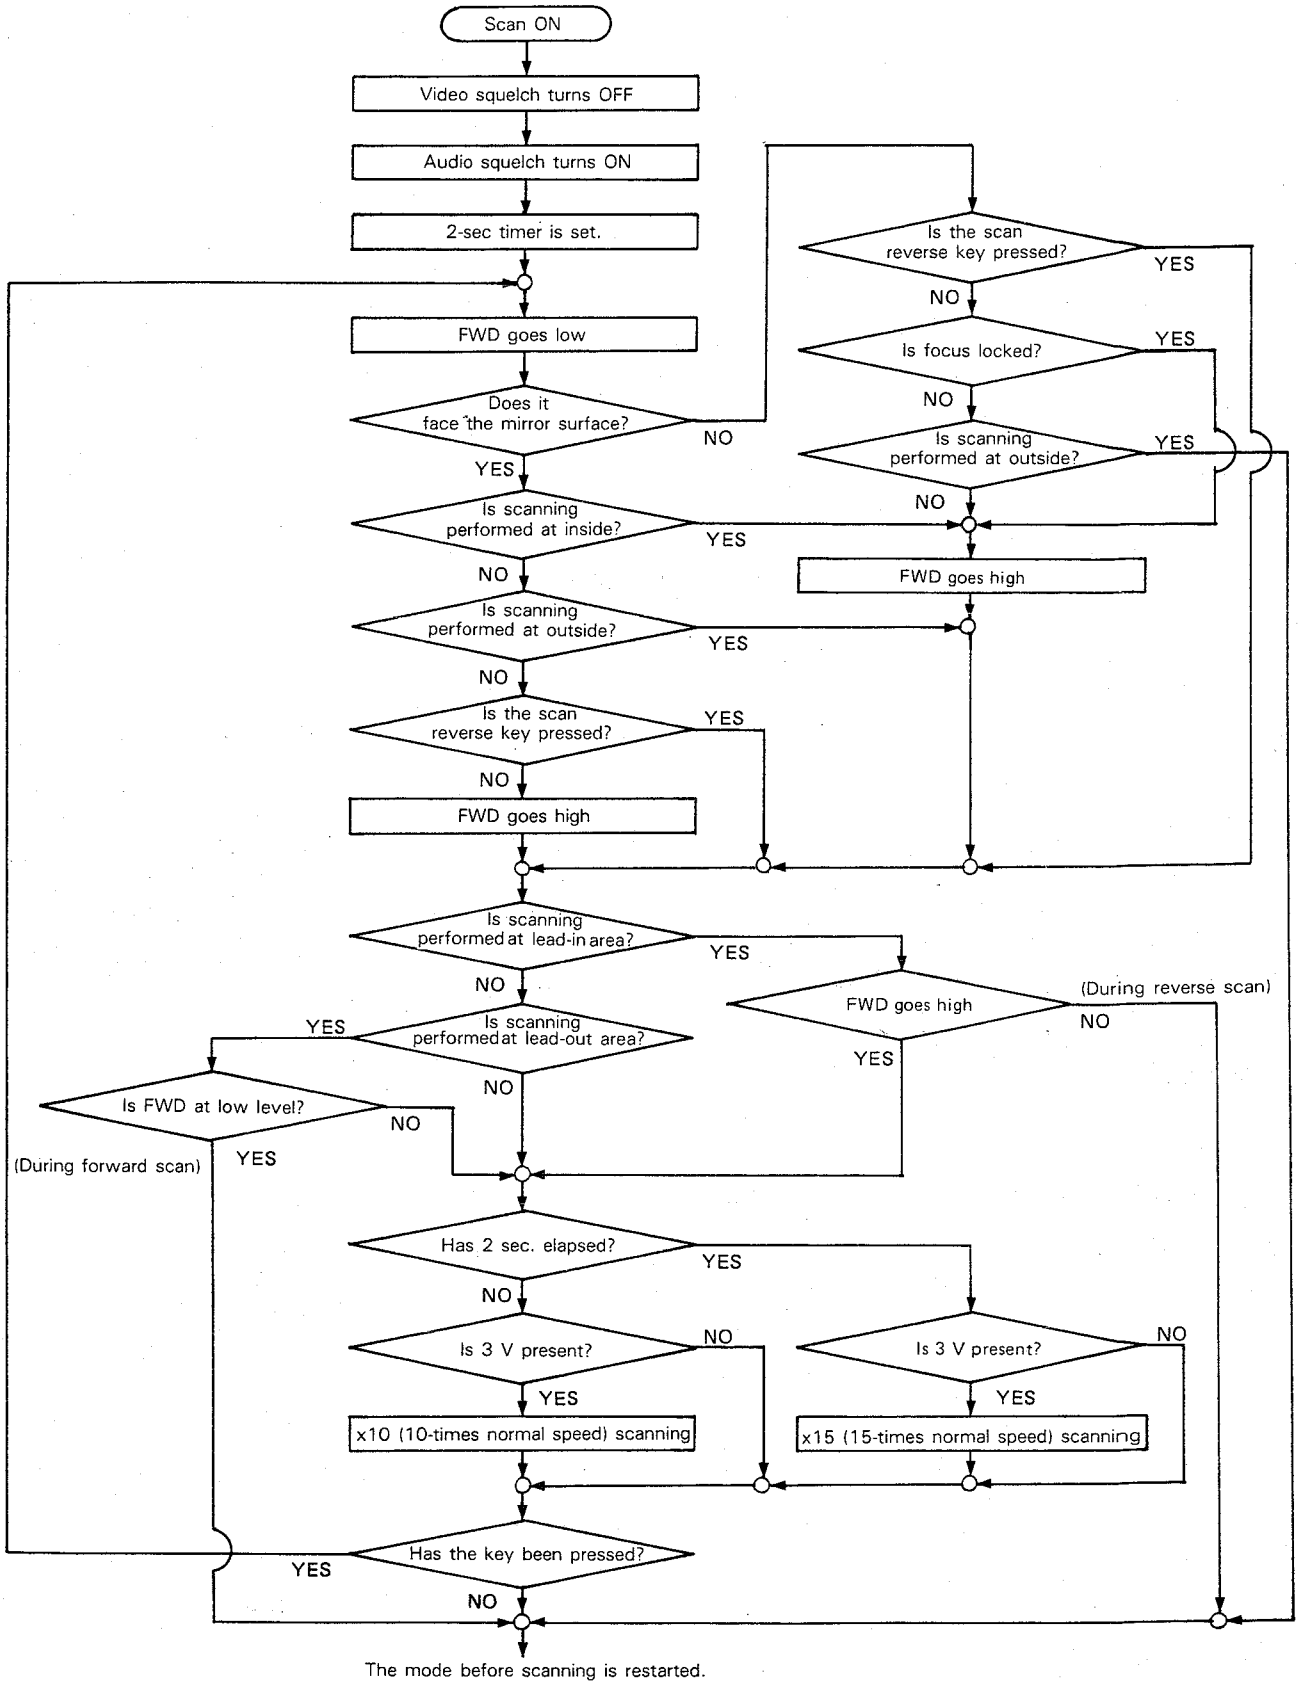 Scan ON
Video squelch turns OFF
Audio squelch turns ON
2-sec timer is set.
FWD goes low
Does it
face the mirror surface?
NO
YES
Is the scan
reverse key pressed?
YES
NO
Is focus locked?
YES
NO
Is scanning
performed at outside?
YES
NO
Is scanning
performed at inside?
YES
NO
FWD goes high
Is scanning
performed at outside?
YES
NO
Is the scan
reverse key pressed?
YES
NO
FWD goes high
Is scanning
performed at lead-in area?
YES
NO
FWD goes high
(During reverse scan)
NO
YES
Is scanning
performed at lead-out area?
YES
NO
Is FWD at low level?
NO
(During forward scan)
YES
Has 2 sec. elapsed?
YES
NO
Is 3 V present?
NO
YES
Is 3 V present?
NO
YES
x10 (10-times normal speed) scanning
x15 (15-times normal speed) scanning
Has the key been pressed?
YES
NO
The mode before scanning is restarted.